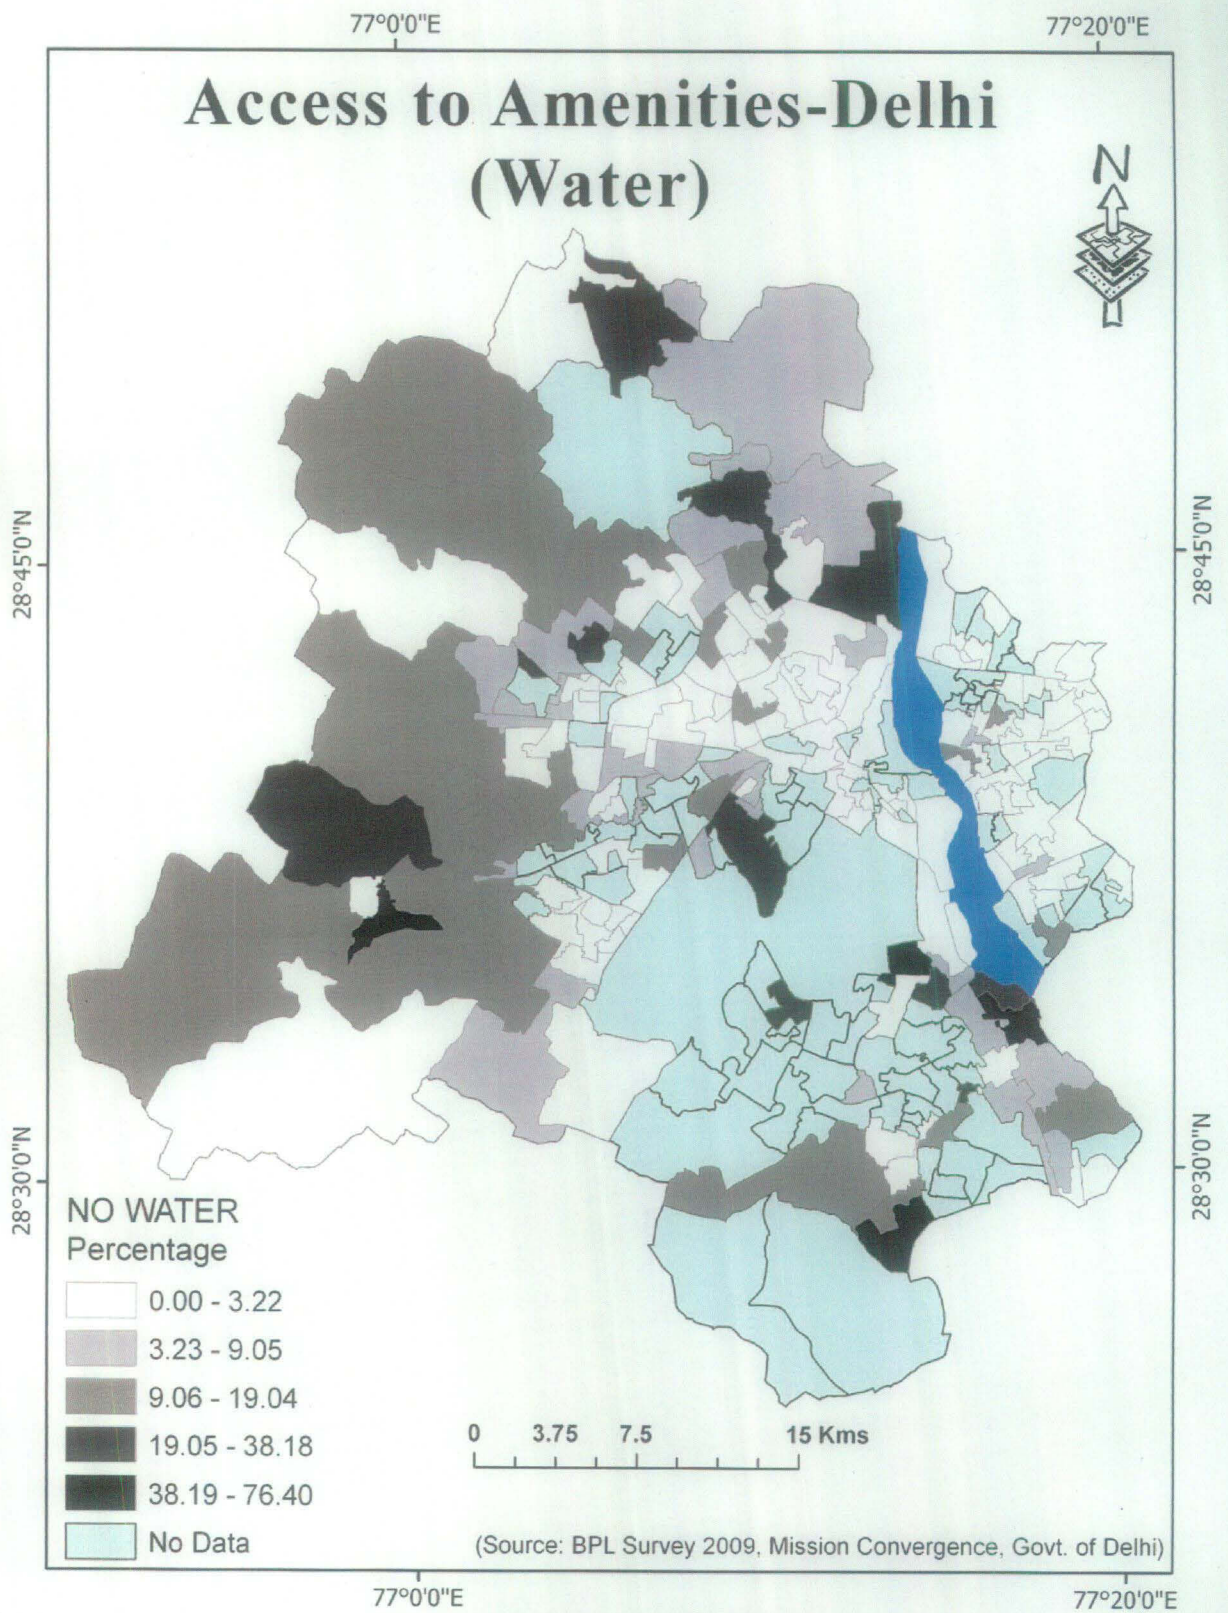 77°0'0"E 77°20'0"E
Access to Amenities-Delhi
(Water)
N
28°45'0"N 28°45'0"N
28°30'0"N 28°30'0"N
NO WATER
Percentage
0.00 - 3.22
3.23 - 9.05
9.06 - 19.04
19.05 - 38.18
38.19 - 76.40
No Data
0 3.75 7.5 15 Kms
(Source: BPL Survey 2009, Mission Convergence, Govt. of Delhi)
77°0'0"E 77°20'0"E